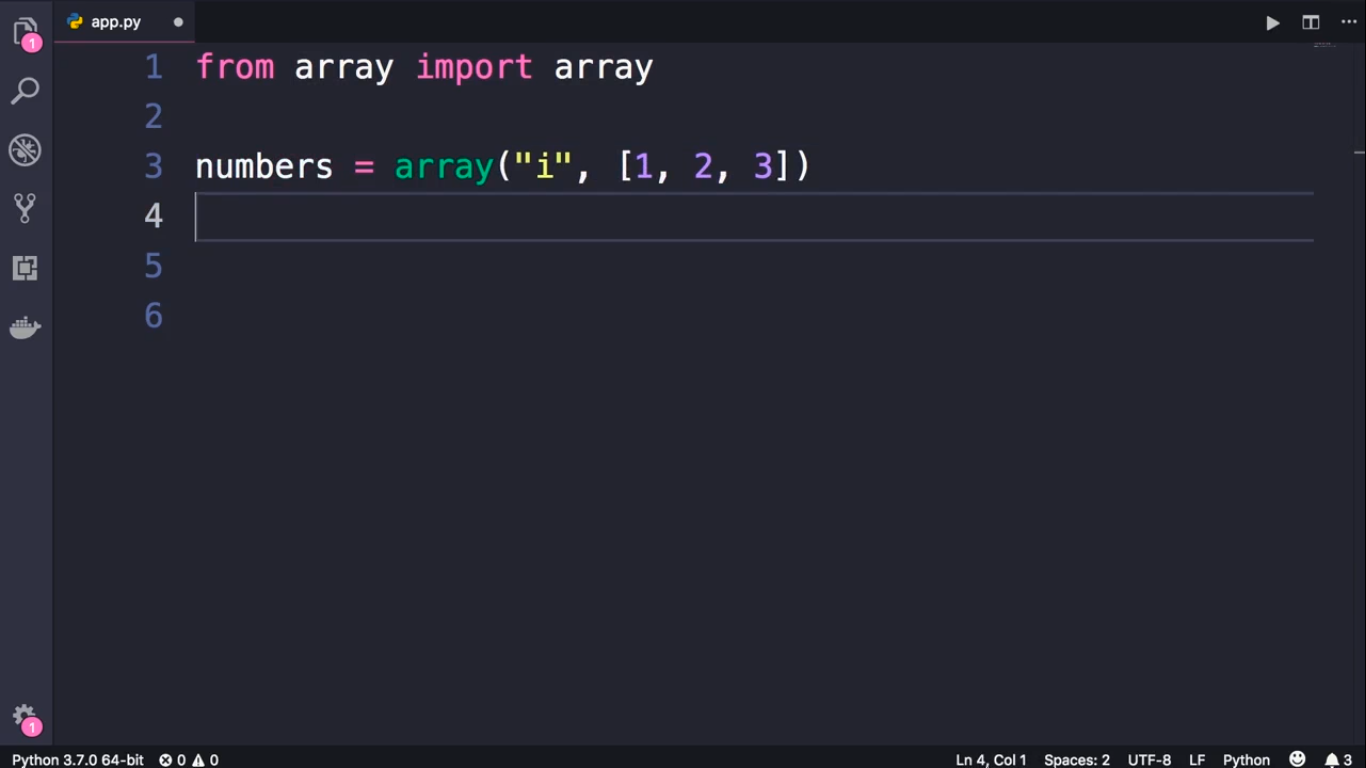 app.py
1
1 from array import array
2
3 numbers = array("i", [1, 2, 3])
4
5
6
1
Python 3.7.0 64-bit 0 0 Ln 4, Col 1 Spaces: 2 UTF-8 LF Python 3